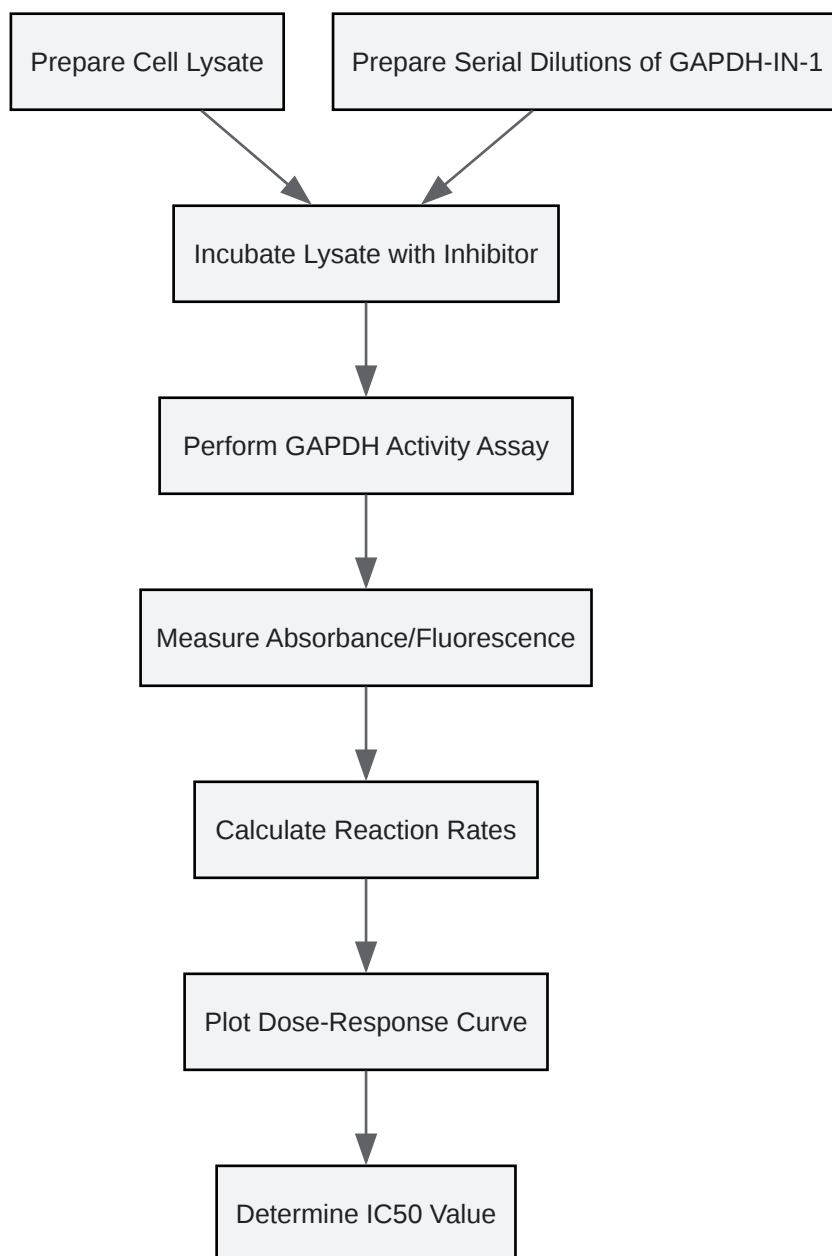 Prepare Cell Lysate
Prepare Serial Dilutions of GAPDH-IN-1
Incubate Lysate with Inhibitor
Perform GAPDH Activity Assay
Measure Absorbance/Fluorescence
Calculate Reaction Rates
Plot Dose-Response Curve
Determine IC50 Value